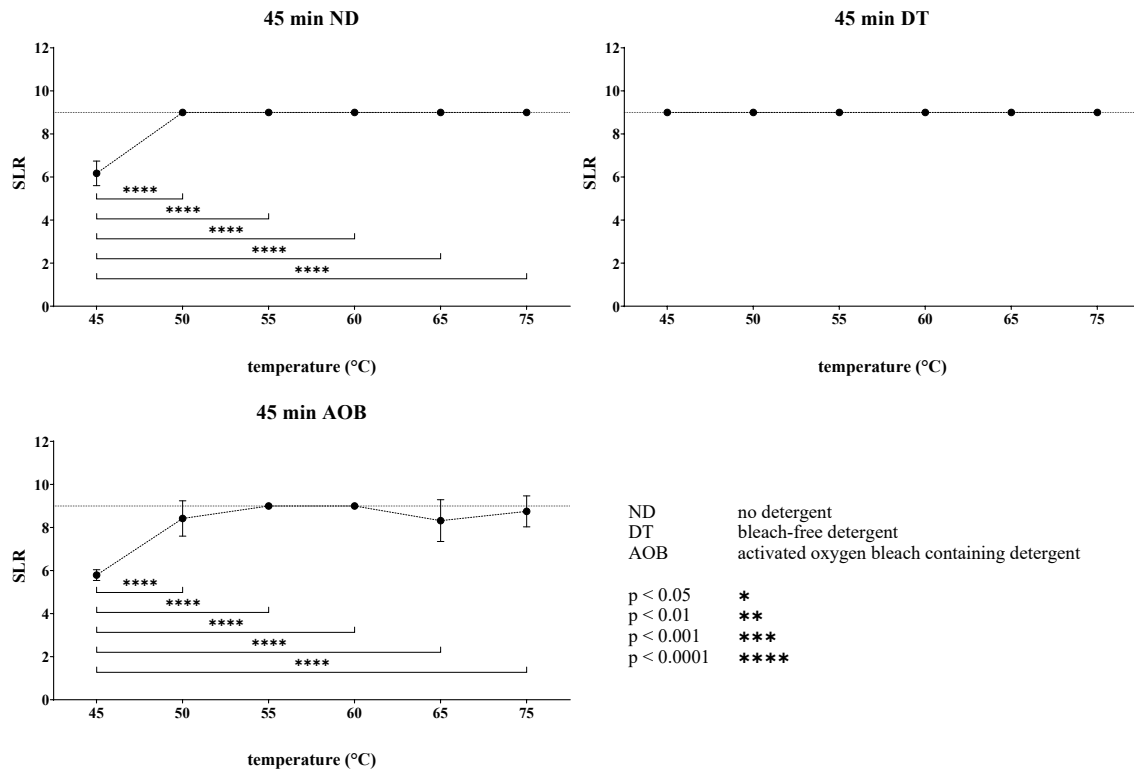 45 min ND
12
10
8
6
4
2
0
SLR
****
****
****
****
****
45 50 55 60 65 75
temperature (°C)
45 min DT
12
10
8
6
4
2
0
SLR
45 50 55 60 65 75
temperature (°C)
45 min AOB
12
10
8
6
4
2
0
SLR
****
****
****
****
****
45 50 55 60 65 75
temperature (°C)
ND no detergent
DT bleach-free detergent
AOB activated oxygen bleach containing detergent
p < 0.05 *
p < 0.01 **
p < 0.001 ***
p < 0.0001 ****